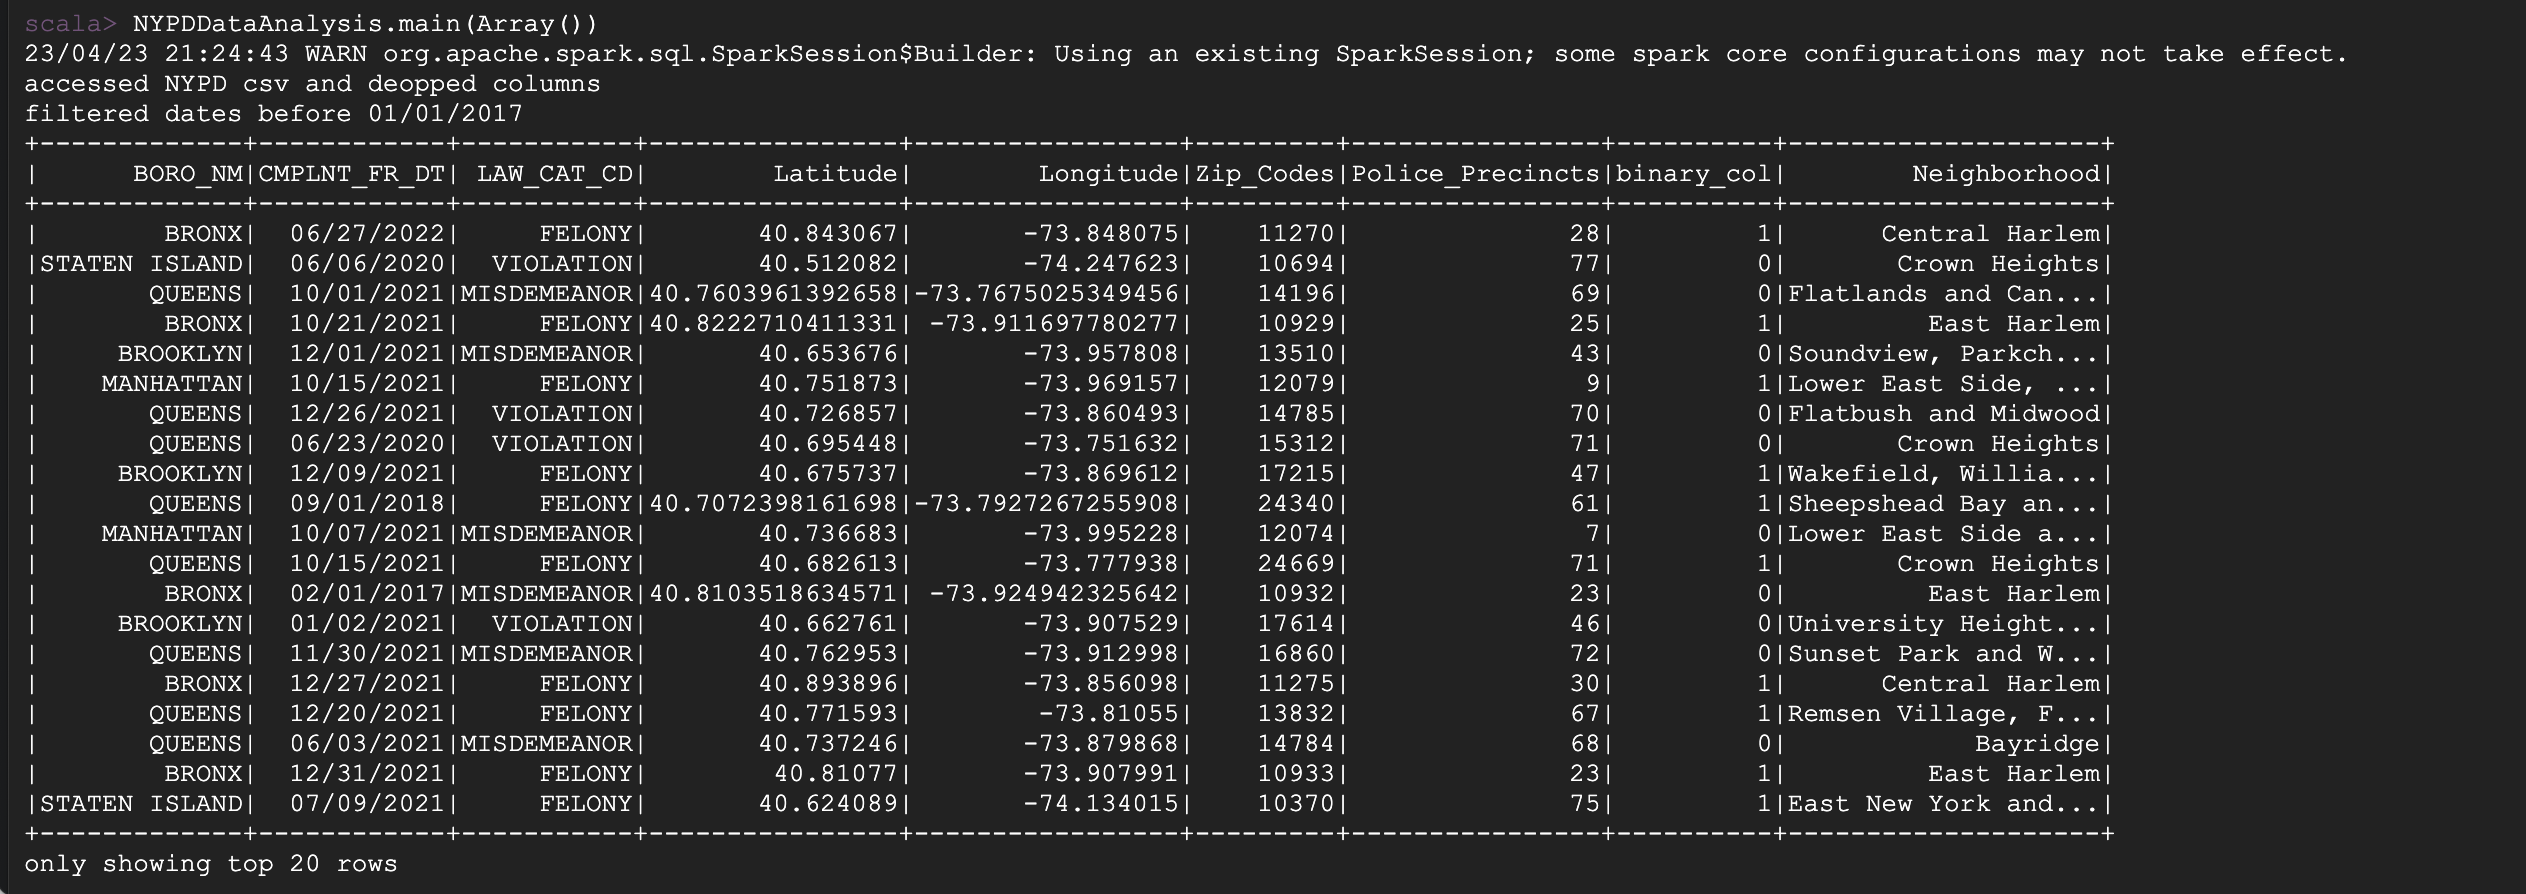 scala> NYPDDataAnalysis.main(Array())
23/04/23 21:24:43 WARN org.apache.spark.sql.SparkSession$Builder: Using an existing SparkSession; some spark core configurations may not take effect.
accessed NYPD csv and deopped columns
filtered dates before 01/01/2017
+-------------+------------+-----------+----------------+-----------------+---------+----------------+----------+--------------------+
|      BORO_NM|CMPLNT_FR_DT| LAW_CAT_CD|        Latitude|        Longitude|Zip_Codes|Police_Precincts|binary_col|        Neighborhood|
+-------------+------------+-----------+----------------+-----------------+---------+----------------+----------+--------------------+
|        BRONX|  06/27/2022|     FELONY|       40.843067|       -73.848075|    11270|              28|         1|      Central Harlem|
|STATEN ISLAND|  06/06/2020|  VIOLATION|       40.512082|       -74.247623|    10694|              77|         0|       Crown Heights|
|       QUEENS|  10/01/2021|MISDEMEANOR|40.7603961392658|-73.7675025349456|    14196|              69|         0|Flatlands and Can...|
|        BRONX|  10/21/2021|     FELONY|40.8222710411331| -73.911697780277|    10929|              25|         1|         East Harlem|
|     BROOKLYN|  12/01/2021|MISDEMEANOR|       40.653676|       -73.957808|    13510|              43|         0|Soundview, Parkch...|
|    MANHATTAN|  10/15/2021|     FELONY|       40.751873|       -73.969157|    12079|               9|         1|Lower East Side, ...|
|       QUEENS|  12/26/2021|  VIOLATION|       40.726857|       -73.860493|    14785|              70|         0|Flatbush and Midwood|
|       QUEENS|  06/23/2020|  VIOLATION|       40.695448|       -73.751632|    15312|              71|         0|       Crown Heights|
|     BROOKLYN|  12/09/2021|     FELONY|       40.675737|       -73.869612|    17215|              47|         1|Wakefield, Willia...|
|       QUEENS|  09/01/2018|     FELONY|40.7072398161698|-73.7927267255908|    24340|              61|         1|Sheepshead Bay an...|
|    MANHATTAN|  10/07/2021|MISDEMEANOR|       40.736683|       -73.995228|    12074|               7|         0|Lower East Side a...|
|       QUEENS|  10/15/2021|     FELONY|       40.682613|       -73.777938|    24669|              71|         1|       Crown Heights|
|        BRONX|  02/01/2017|MISDEMEANOR|40.8103518634571| -73.924942325642|    10932|              23|         0|         East Harlem|
|     BROOKLYN|  01/02/2021|  VIOLATION|       40.662761|       -73.907529|    17614|              46|         0|University Height...|
|       QUEENS|  11/30/2021|MISDEMEANOR|       40.762953|       -73.912998|    16860|              72|         0|Sunset Park and W...|
|        BRONX|  12/27/2021|     FELONY|       40.893896|       -73.856098|    11275|              30|         1|      Central Harlem|
|       QUEENS|  12/20/2021|     FELONY|       40.771593|        -73.81055|    13832|              67|         1|Remsen Village, F...|
|       QUEENS|  06/03/2021|MISDEMEANOR|       40.737246|       -73.879868|    14784|              68|         0|            Bayridge|
|        BRONX|  12/31/2021|     FELONY|        40.81077|       -73.907991|    10933|              23|         1|         East Harlem|
|STATEN ISLAND|  07/09/2021|     FELONY|       40.624089|       -74.134015|    10370|              75|         1|East New York and...|
+-------------+------------+-----------+----------------+-----------------+---------+----------------+----------+--------------------+
only showing top 20 rows